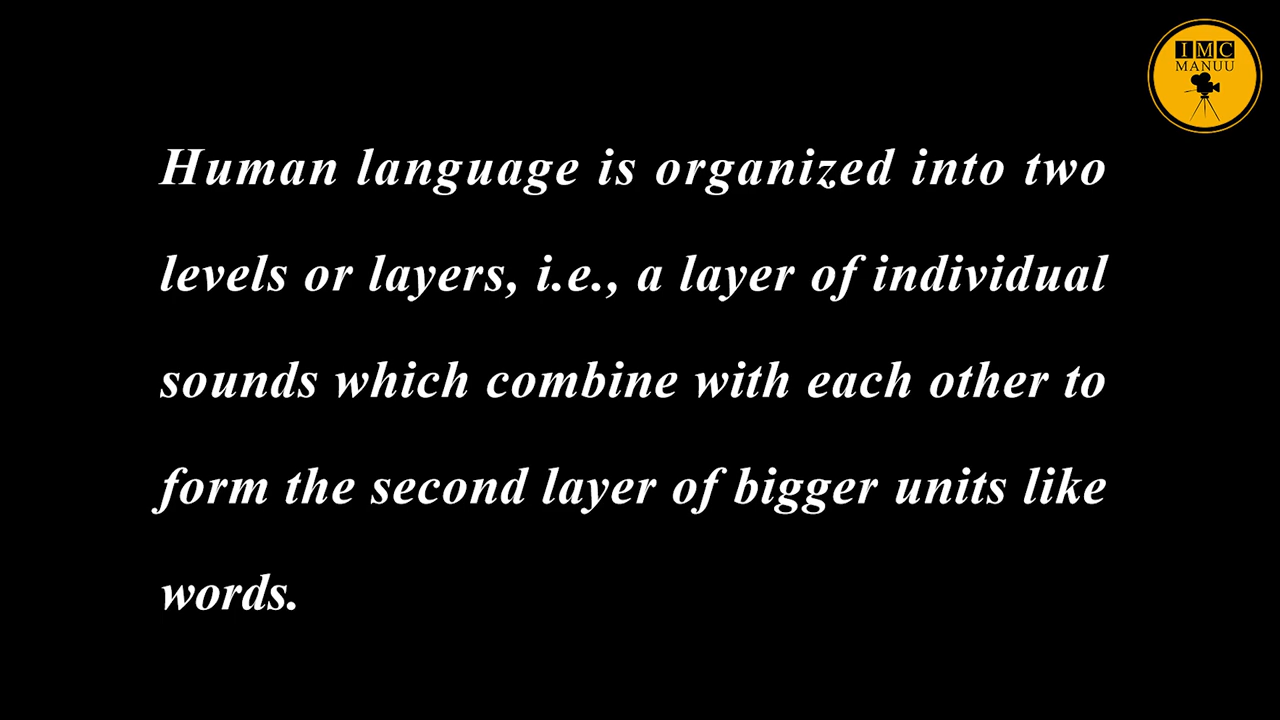 IMC
MANUU
Human language is organized into two
levels or layers, i.e., a layer of individual
sounds which combine with each other to
form the second layer of bigger units like
words.